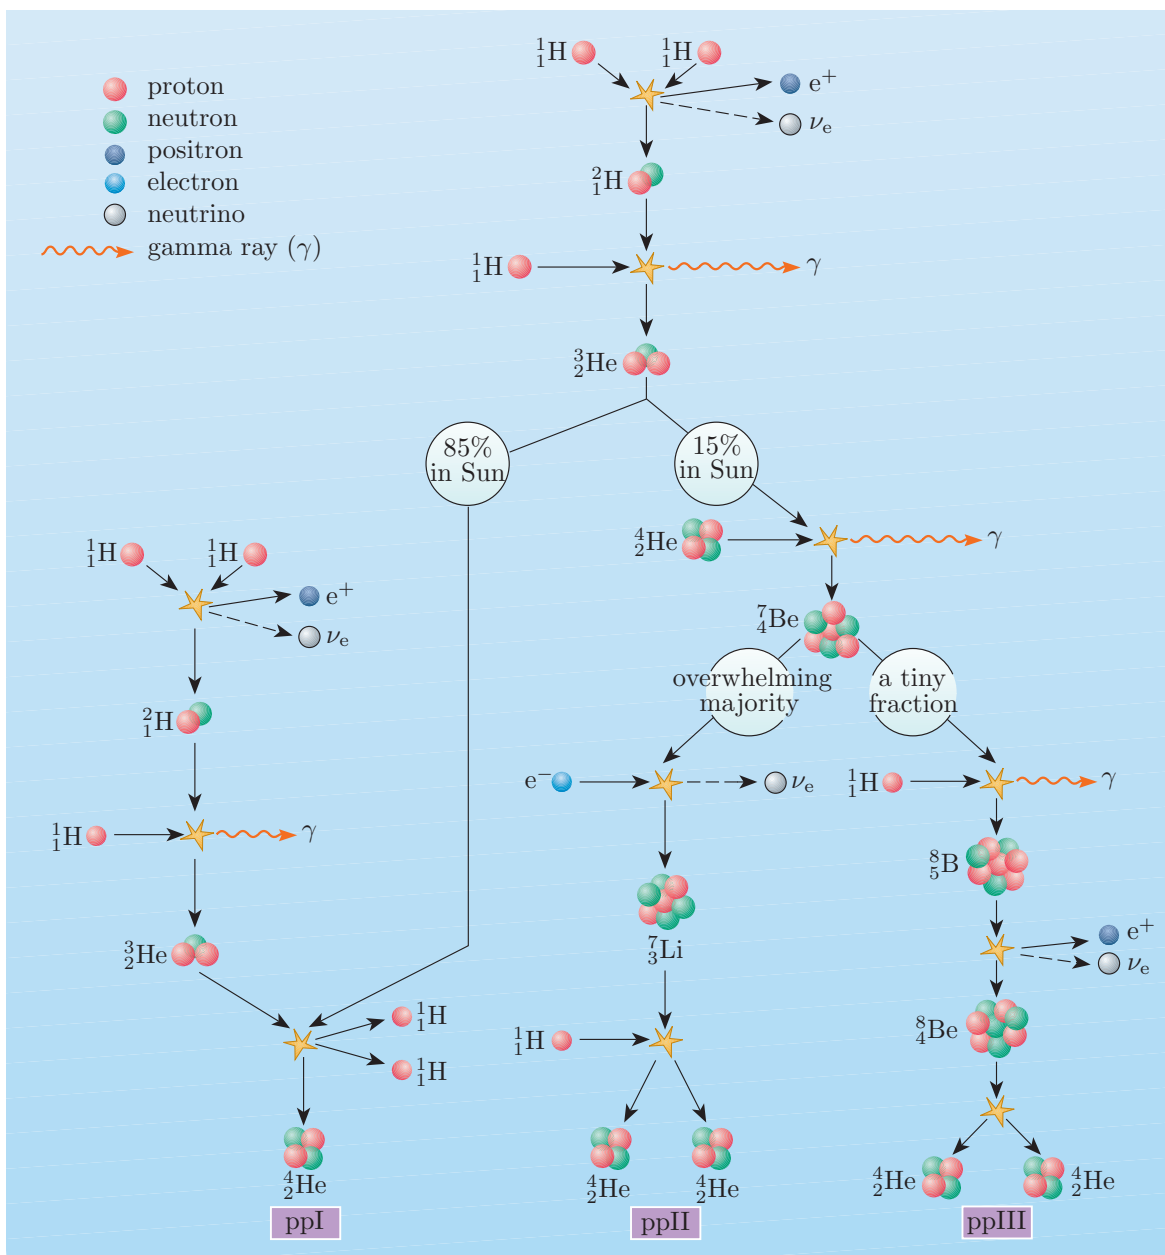 ¹₁H ¹₁H
proton
e⁺
neutron
νₑ
positron
electron
²₁H
neutrino
gamma ray (γ)
¹₁H
γ
³₂He
85%
in Sun
15%
in Sun
⁴₂He
γ
¹₁H ¹₁H
e⁺
νₑ
⁷₄Be
overwhelming
majority
a tiny
fraction
²₁H
e⁻
νₑ
¹₁H
γ
¹₁H
γ
⁸₅B
³₂He
⁷₃Li
e⁺
νₑ
¹₁H
¹₁H
¹₁H
⁸₄Be
⁴₂He
⁴₂He
⁴₂He
⁴₂He
⁴₂He
ppI
ppII
ppIII